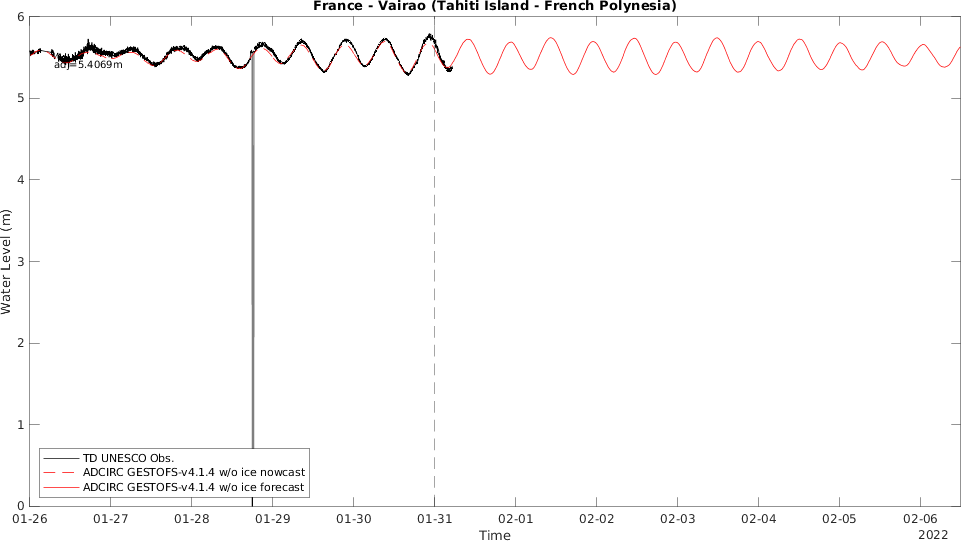 France - Vairao (Tahiti Island - French Polynesia)
6
5
4
3
2
1
0
Water Level (m)
adj=5.4069m
TD UNESCO Obs.
ADCIRC GESTOFS-v4.1.4 w/o ice nowcast
ADCIRC GESTOFS-v4.1.4 w/o ice forecast
01-26 01-27 01-28 01-29 01-30 01-31 02-01 02-02 02-03 02-04 02-05 02-06
Time
2022